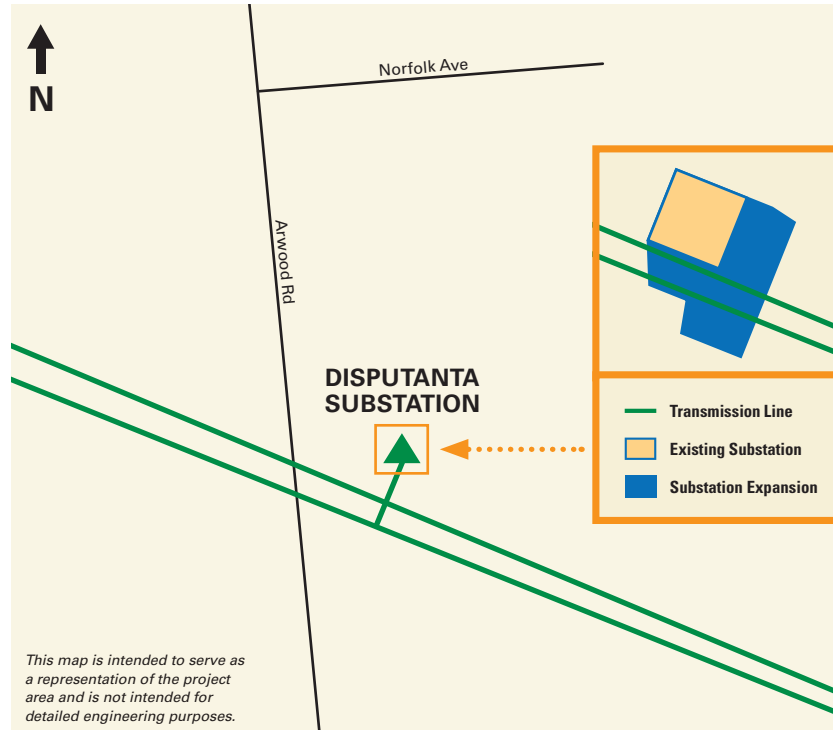 N
Norfolk Ave
Arwood Rd
DISPUTANTA
SUBSTATION
Transmission Line
Existing Substation
Substation Expansion
This map is intended to serve as
a representation of the project
area and is not intended for
detailed engineering purposes.